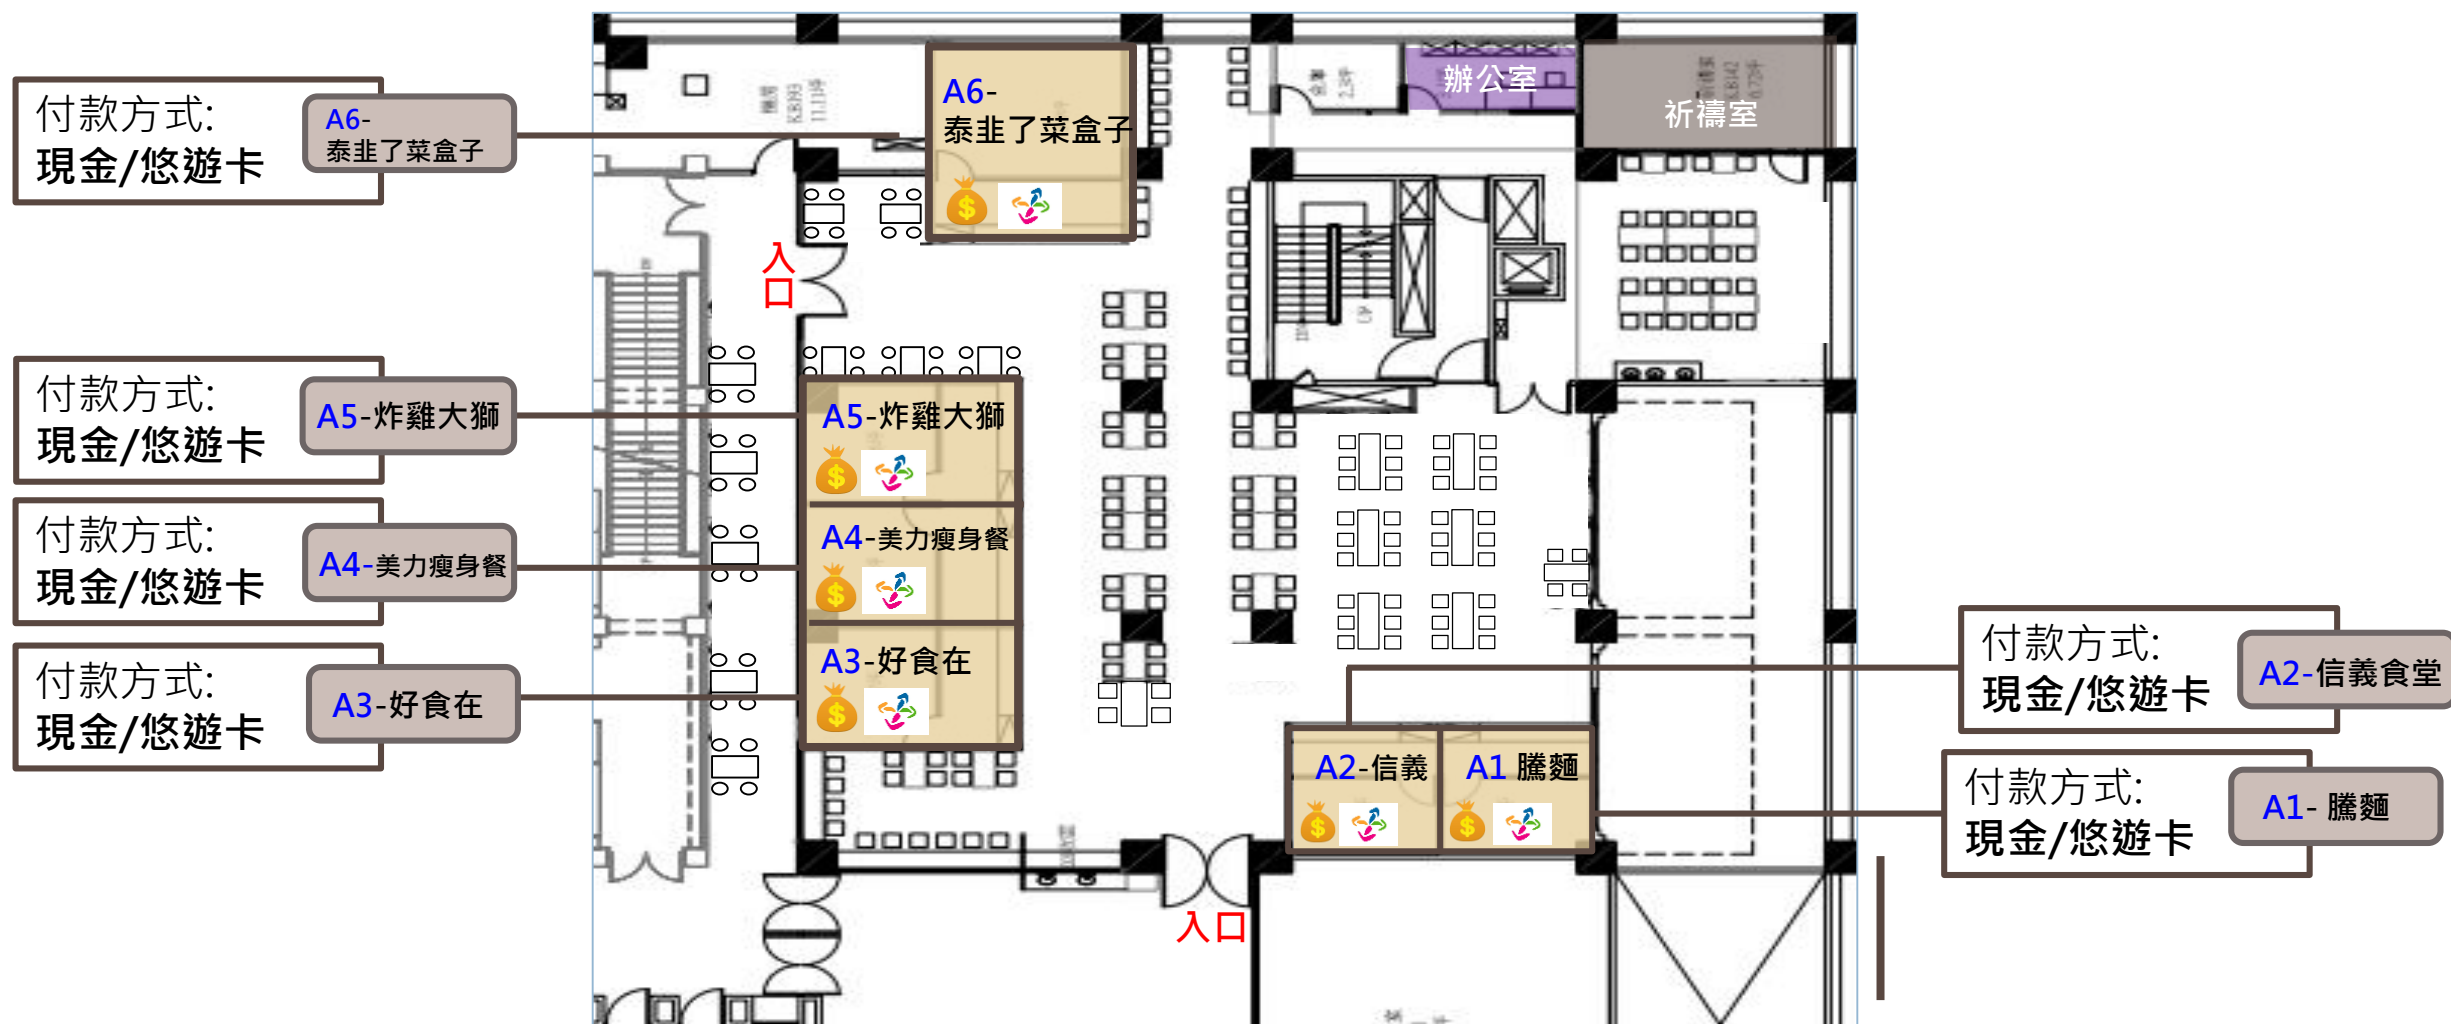 付款方式:
現金/悠遊卡
A6-
泰韭了菜盒子
付款方式:
現金/悠遊卡
A5-炸雞大獅
付款方式:
現金/悠遊卡
A4-美力瘦身餐
付款方式:
現金/悠遊卡
A3-好食在
A6-
泰韭了菜盒子
辦公室
祈禱室
入口
A5-炸雞大獅
A4-美力瘦身餐
A3-好食在
A2-信義
A1 騰麵
入口
付款方式:
現金/悠遊卡
A2-信義食堂
付款方式:
現金/悠遊卡
A1- 騰麵